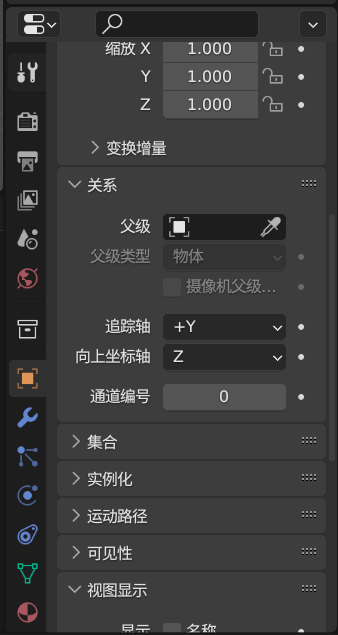 缩放 X 1.000
Y 1.000
Z 1.000
变换增量
关系
父级
父级类型 物体
摄像机父级…
追踪轴 +Y
向上坐标轴 Z
通道编号 0
集合
实例化
运动路径
可见性
视图显示
显示 名称